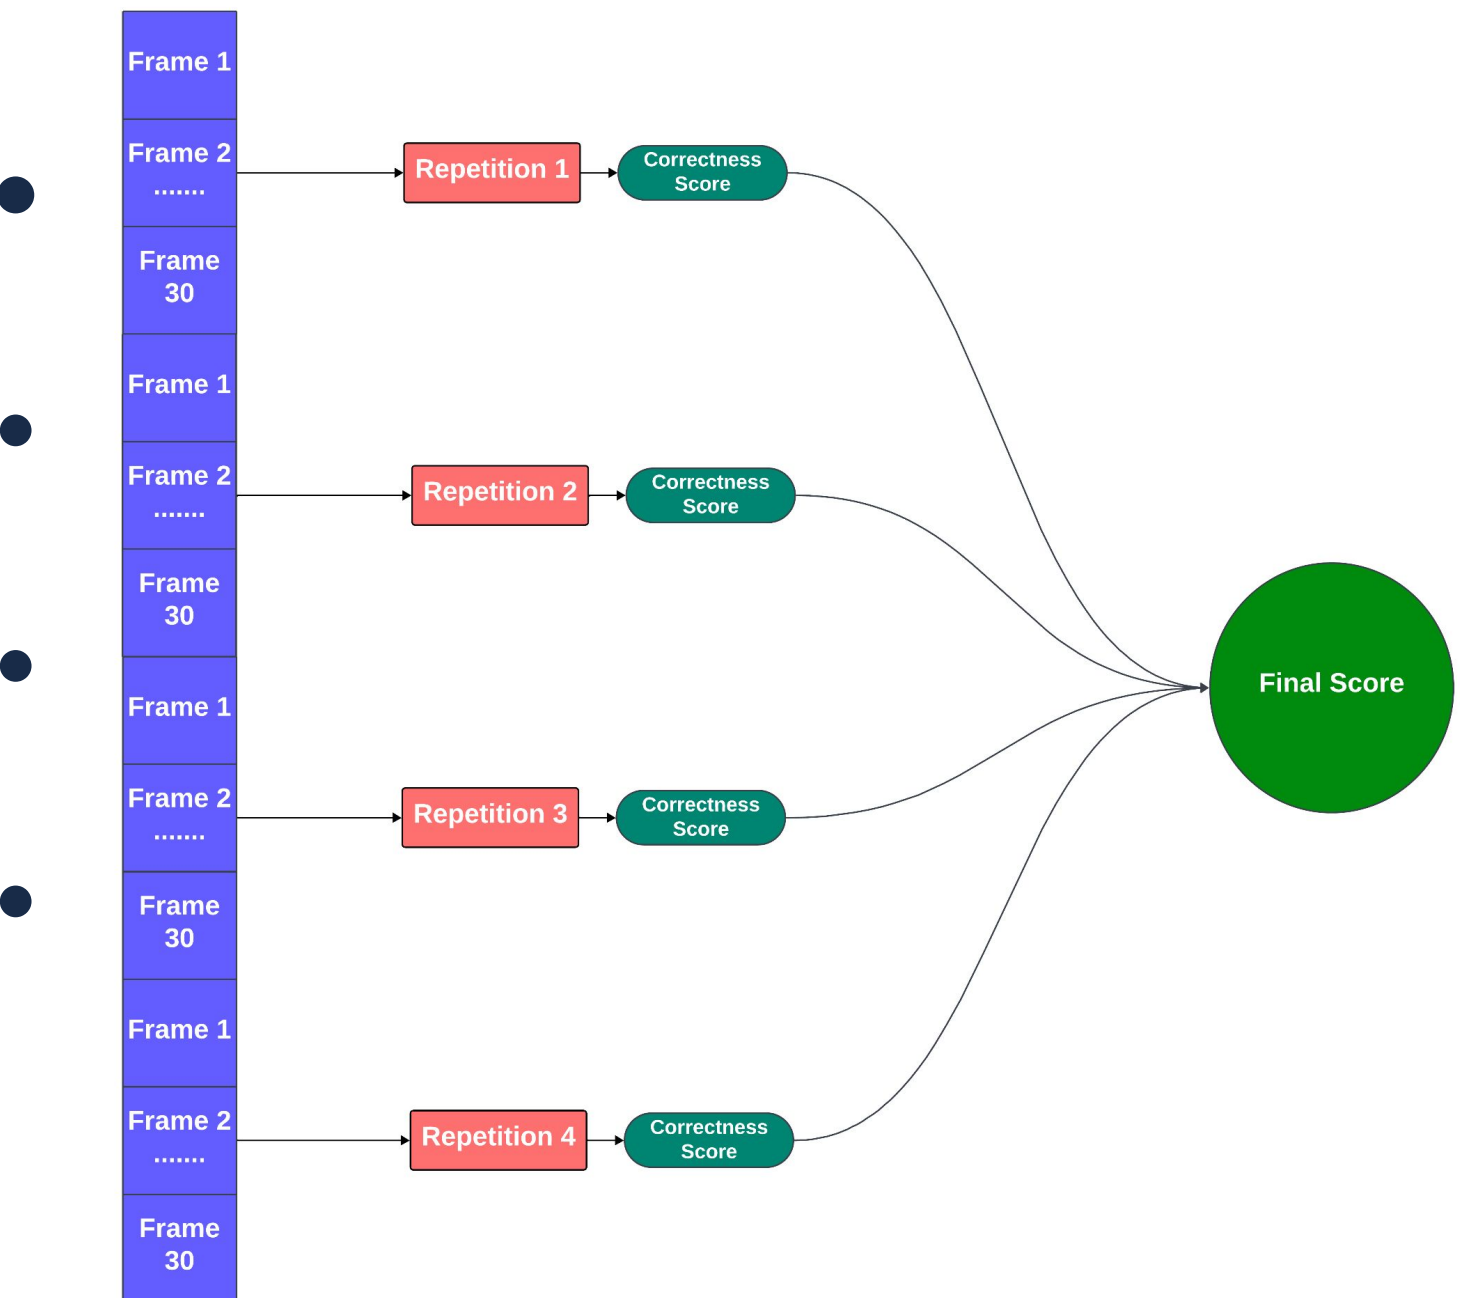 Frame 1
Frame 2
.......
Frame
30
Repetition 1
Correctness
Score
Frame 1
Frame 2
.......
Frame
30
Repetition 2
Correctness
Score
Frame 1
Frame 2
.......
Frame
30
Repetition 3
Correctness
Score
Frame 1
Frame 2
.......
Frame
30
Repetition 4
Correctness
Score
Final Score